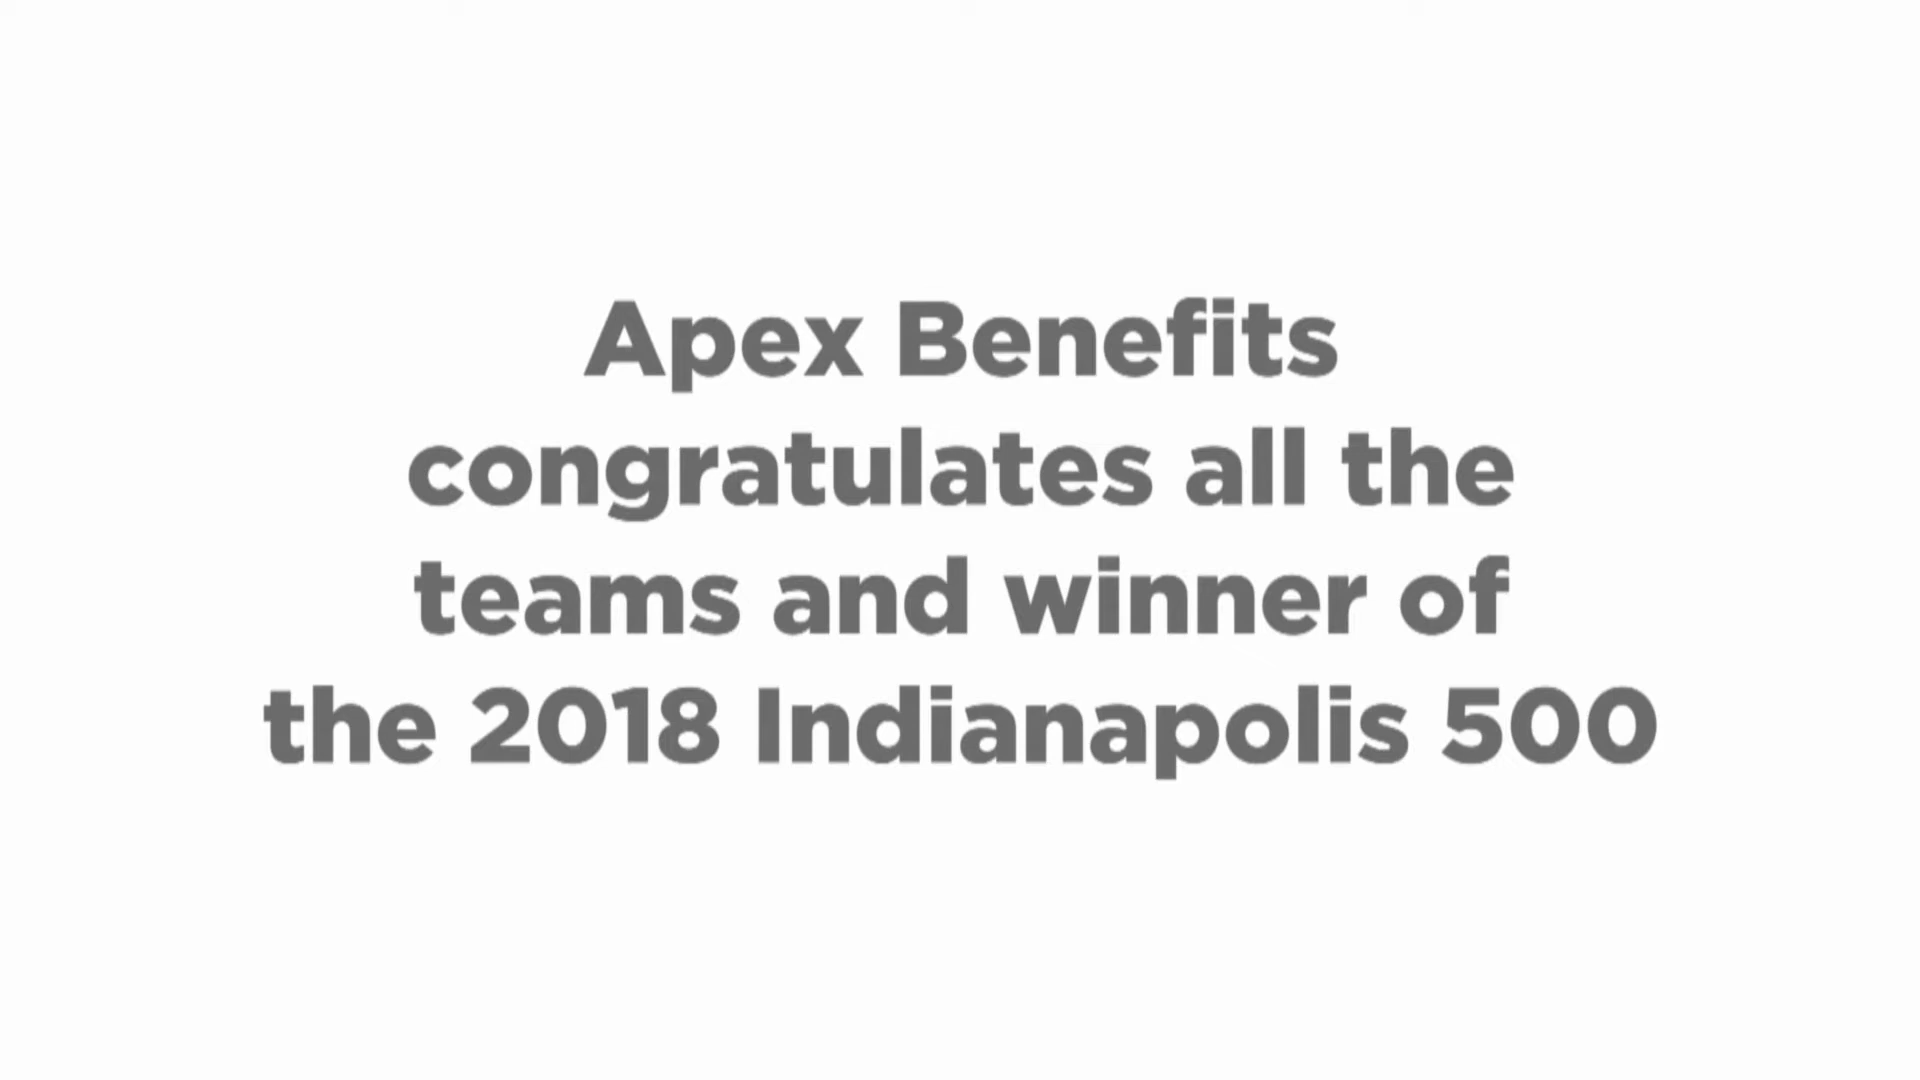 Apex Benefits
congratulates all the
teams and winner of
the 2018 Indianapolis 500